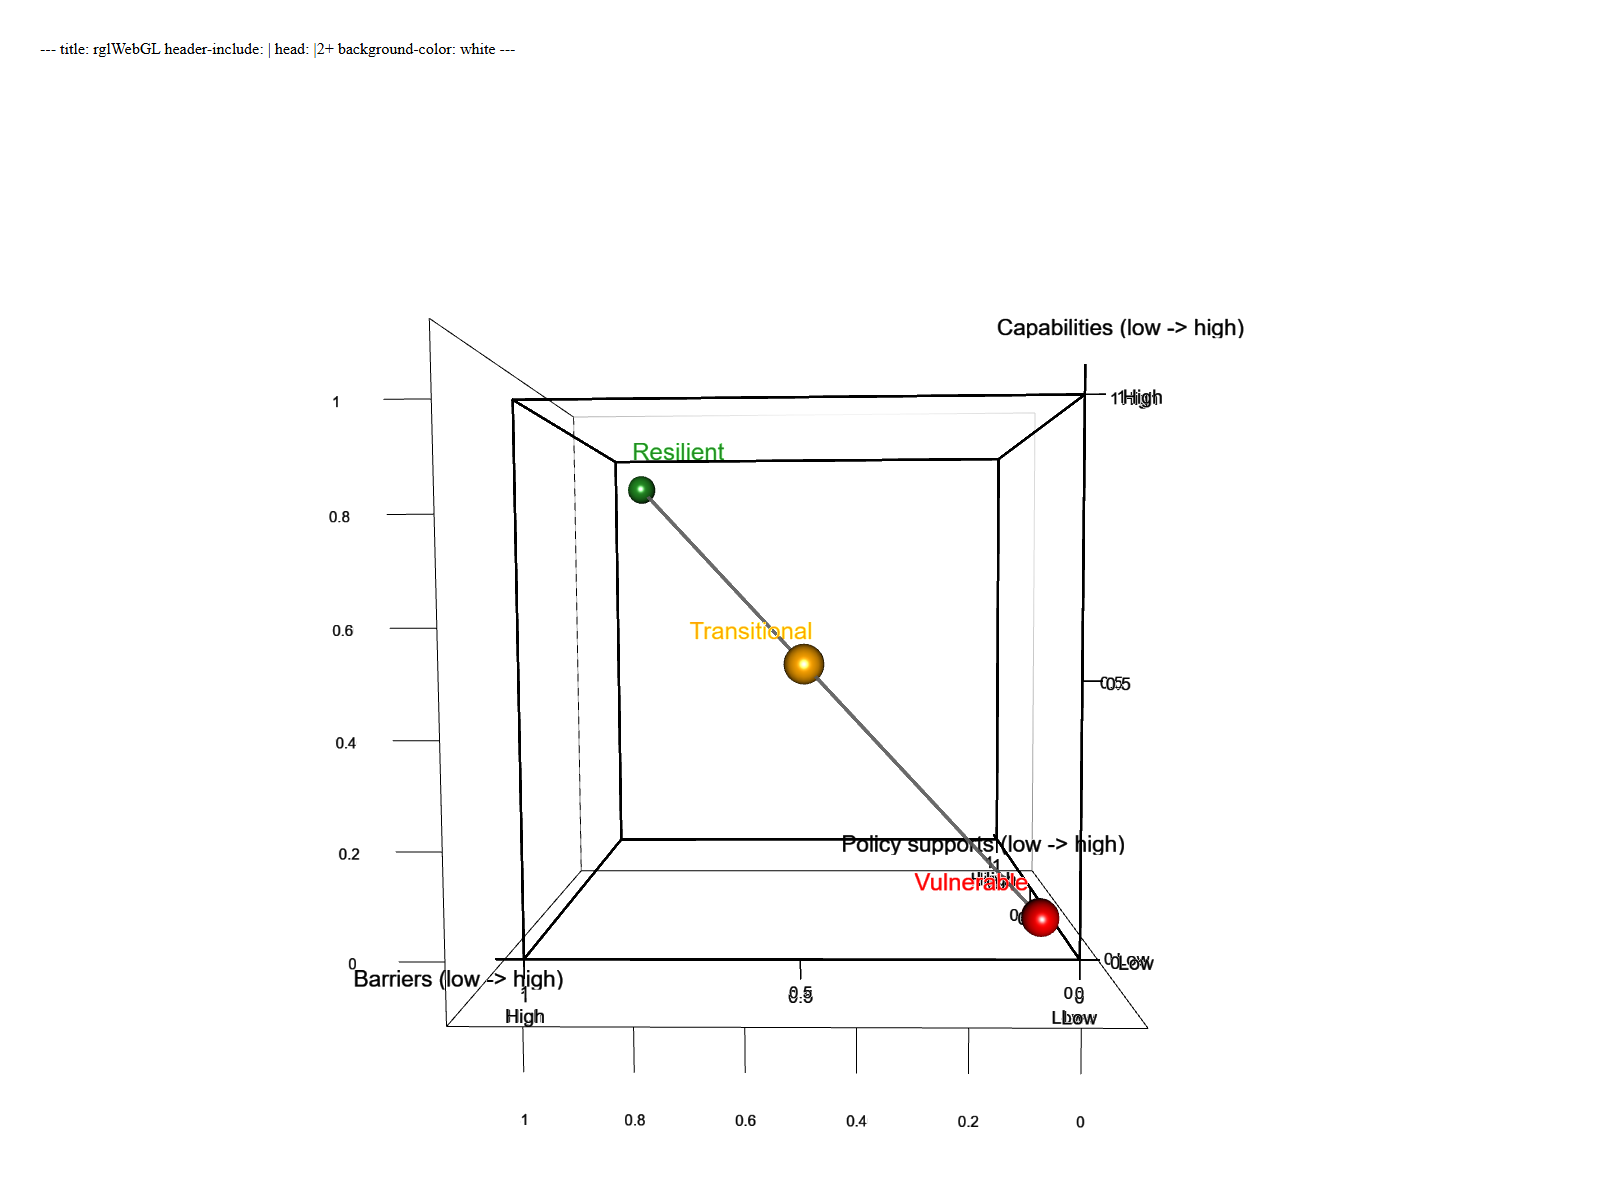 --- title: rglWebGL header-include: | head: |2+ background-color: white ---
Capabilities (low -> high)
1
High
Resilient
0.8
Transitional
0.6
0.5
0.4
Policy supports (low -> high)
1
0.2
High
Vulnerable
0
Low
0
Barriers (low -> high)
1
0.5
0
High
Low
1
0.8
0.6
0.4
0.2
0